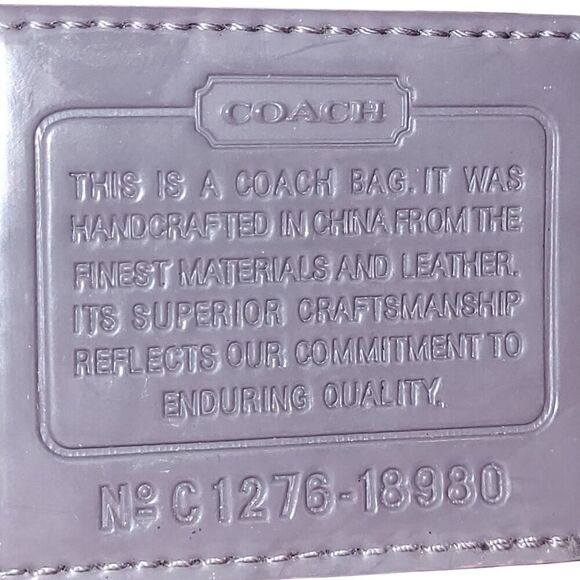 COACH
THIS IS A COACH BAG. IT WAS
HANDCRAFTED IN CHINA FROM THE
FINEST MATERIALS AND LEATHER.
ITS SUPERIOR CRAFTSMANSHIP
REFLECTS OUR COMMITMENT TO
ENDURING QUALITY.
Nº C1276-18980